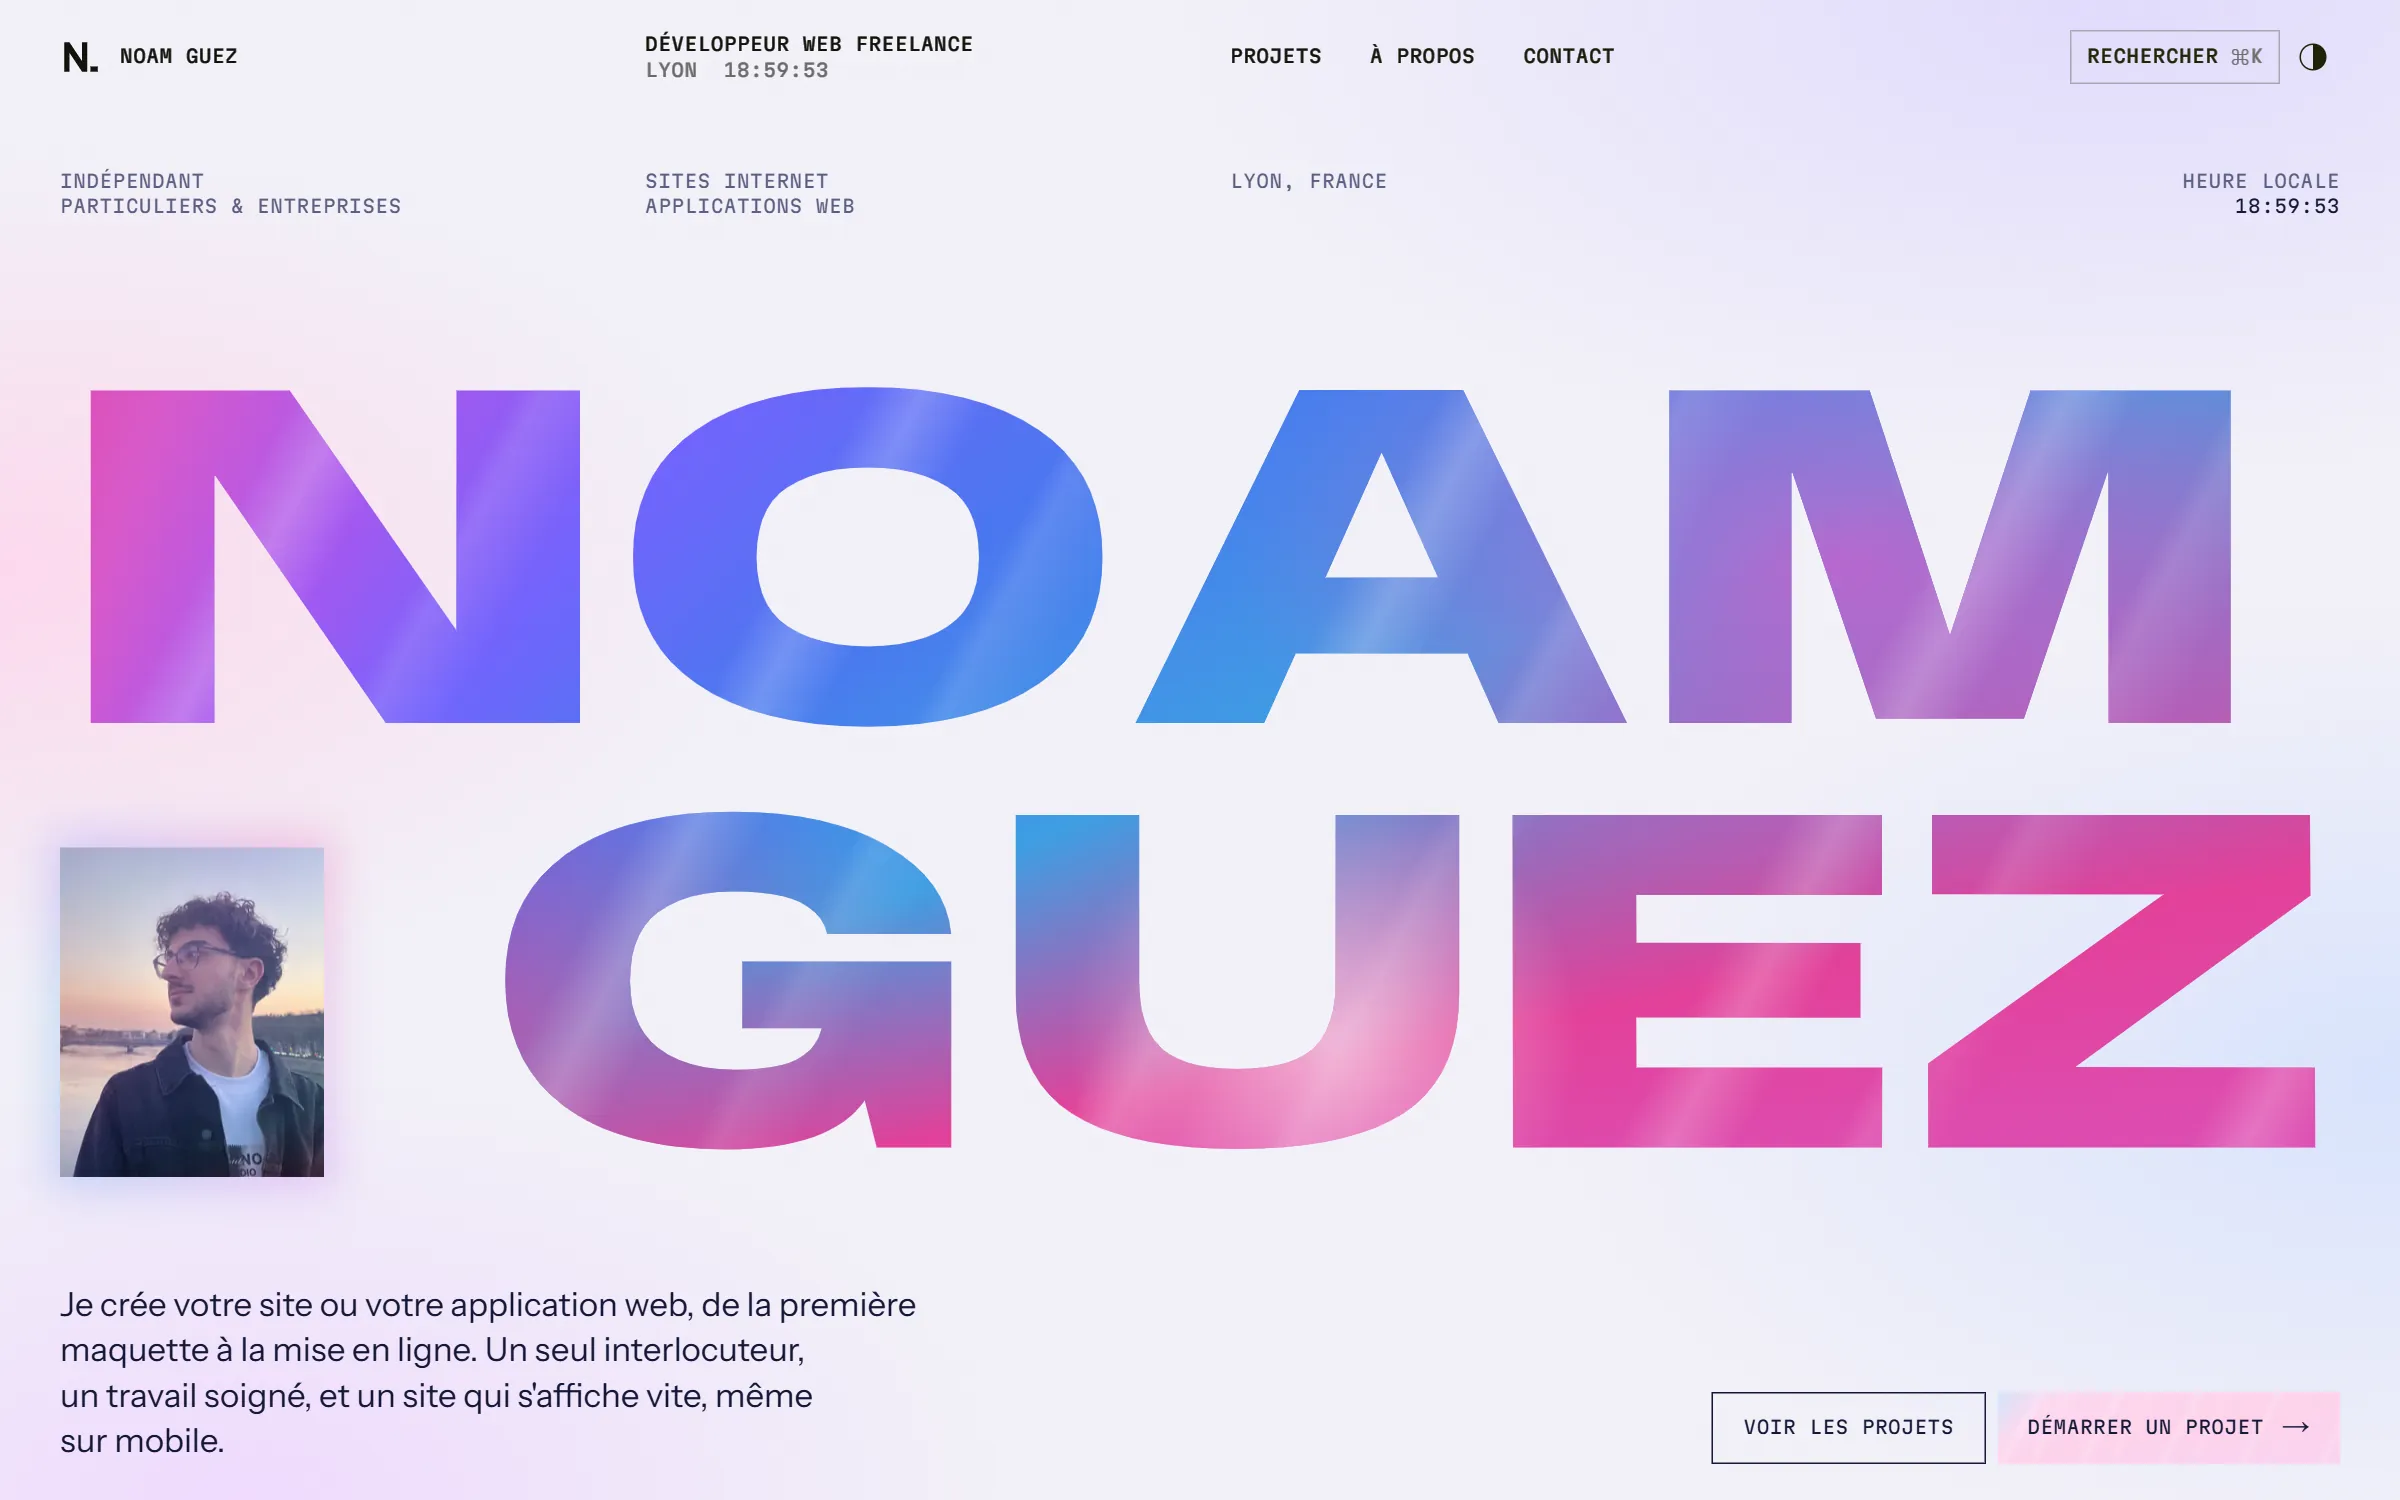 N. NOAM GUEZ
DÉVELOPPEUR WEB FREELANCE
LYON 18:59:53
PROJETS À PROPOS CONTACT
RECHERCHER ⌘K
INDÉPENDANT
PARTICULIERS & ENTREPRISES
SITES INTERNET
APPLICATIONS WEB
LYON, FRANCE
HEURE LOCALE
18:59:53
NOAM
GUEZ
Je crée votre site ou votre application web, de la première
maquette à la mise en ligne. Un seul interlocuteur,
un travail soigné, et un site qui s'affiche vite, même
sur mobile.
VOIR LES PROJETS
DÉMARRER UN PROJET →